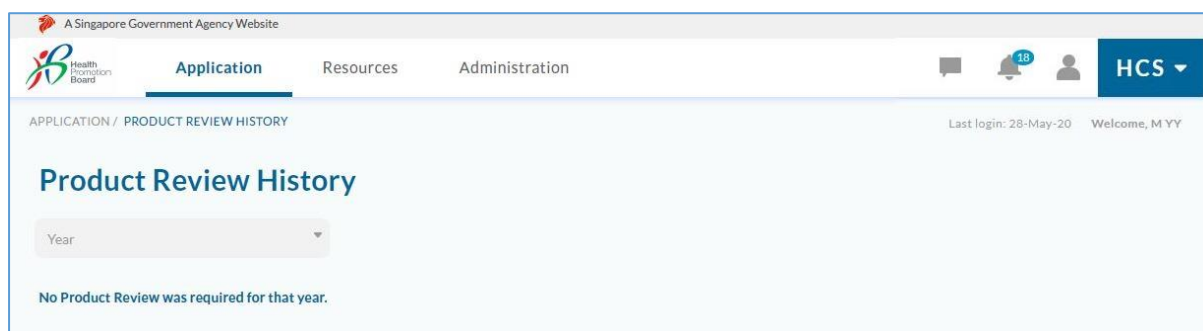 A Singapore Government Agency Website
Health
Promotion
Board
Application Resources Administration 18 HCS
APPLICATION / PRODUCT REVIEW HISTORY Last login: 28-May-20 Welcome, M YY
Product Review History
Year
No Product Review was required for that year.